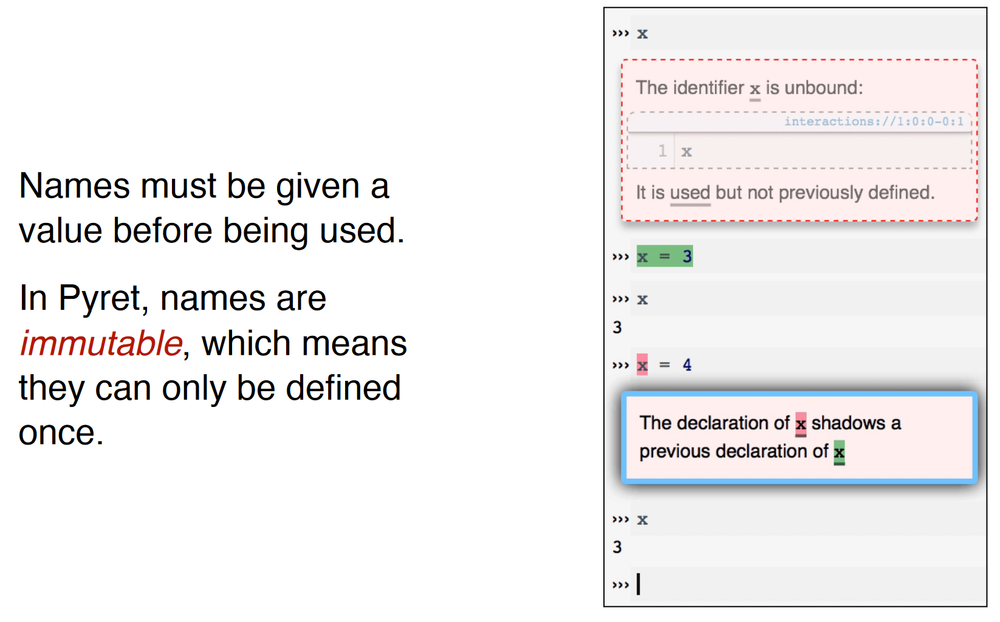 Names must be given a
value before being used.
In Pyret, names are
immutable, which means
they can only be defined
once.
››› x
The identifier x is unbound:
interactions://1:0:0-0:1
1 x
It is used but not previously defined.
››› x = 3
››› x
3
››› x = 4
The declaration of x shadows a
previous declaration of x
››› x
3
›››